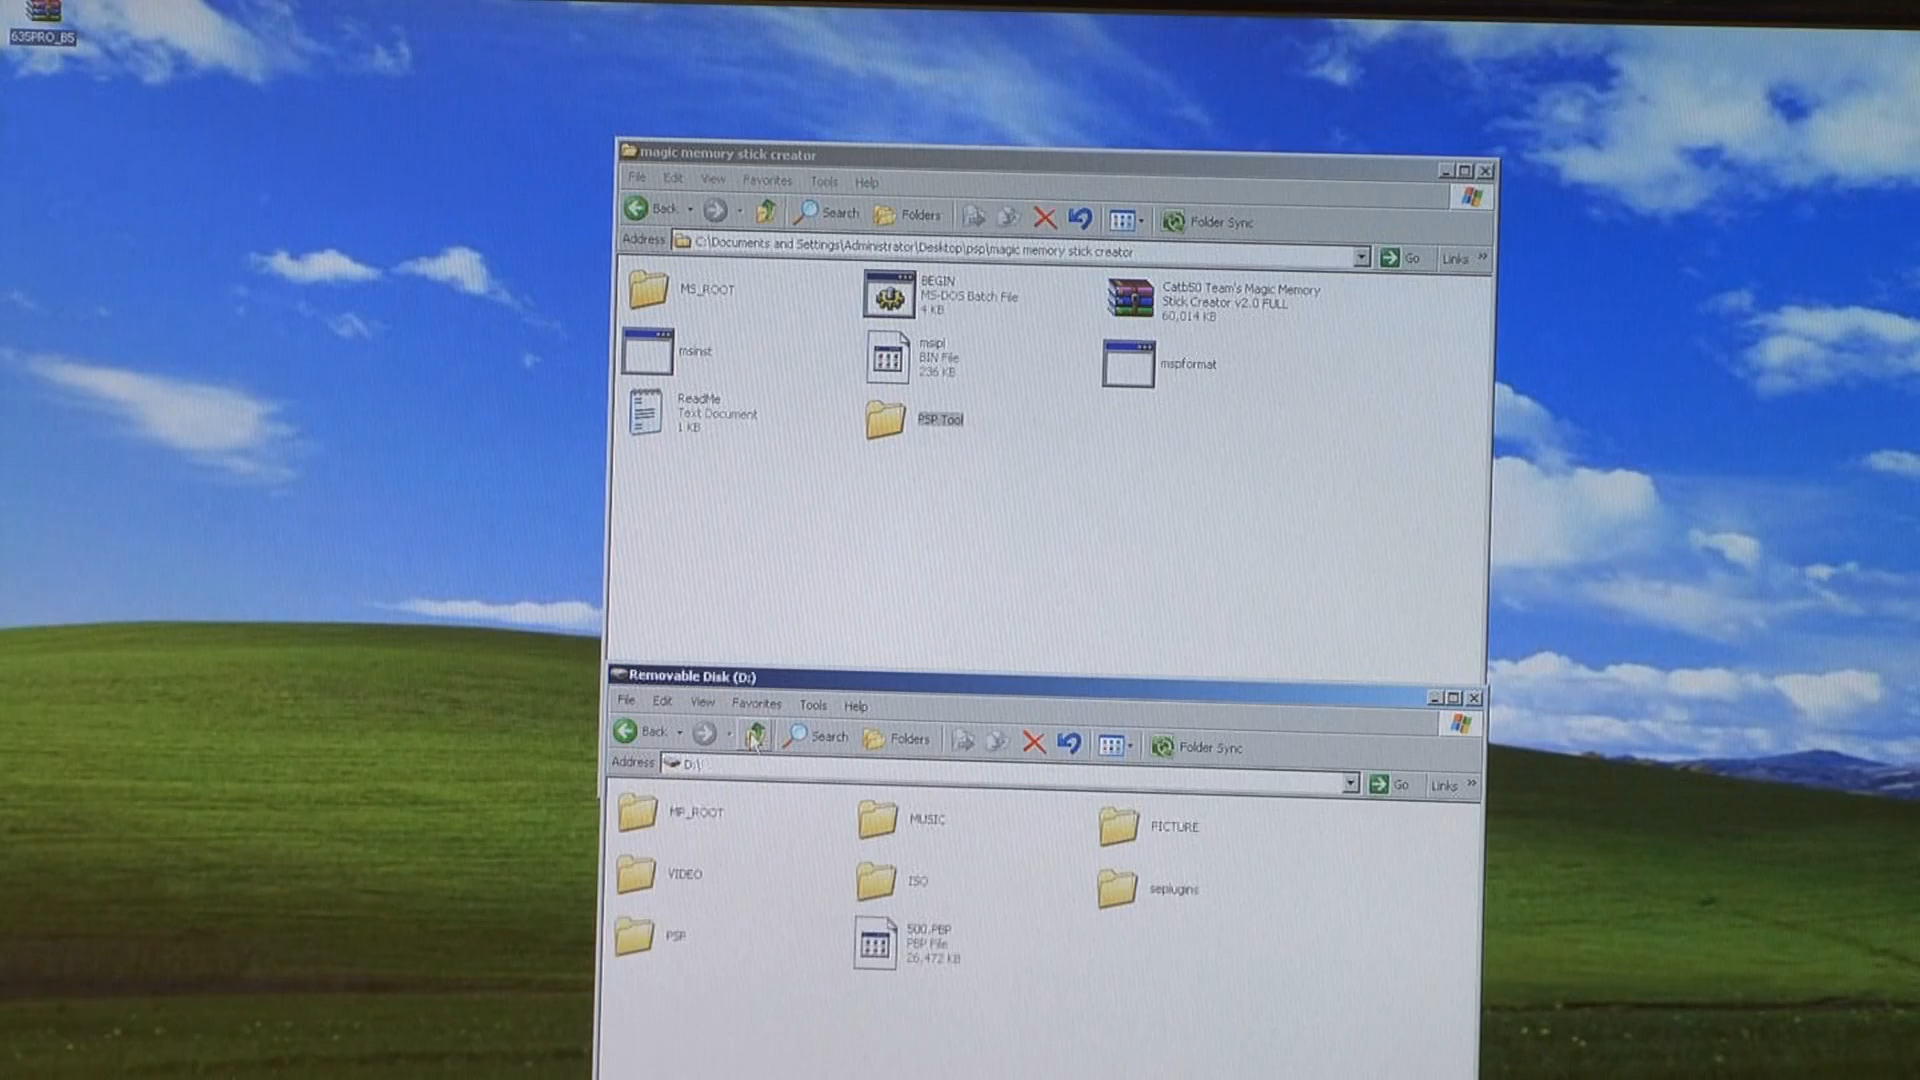 635PRO_B5
magic memory stick creator
File Edit View Favorites Tools Help
Back Search Folders Folder Sync
Address C:\Documents and Settings\Administrator\Desktop\psp\magic memory stick creator Go Links »
MS_ROOT
BEGIN
MS-DOS Batch File
4 KB
Catb50 Team's Magic Memory
Stick Creator v2.0 FULL
60,014 KB
msinst
msipl
BIN File
236 KB
mspformat
ReadMe
Text Document
1 KB
PSP Tool
Removable Disk (D:)
File Edit View Favorites Tools Help
Back Search Folders Folder Sync
Address D:\ Go Links »
MP_ROOT
MUSIC
PICTURE
VIDEO
ISO
seplugins
PSP
500.PBP
PBP File
26,472 KB